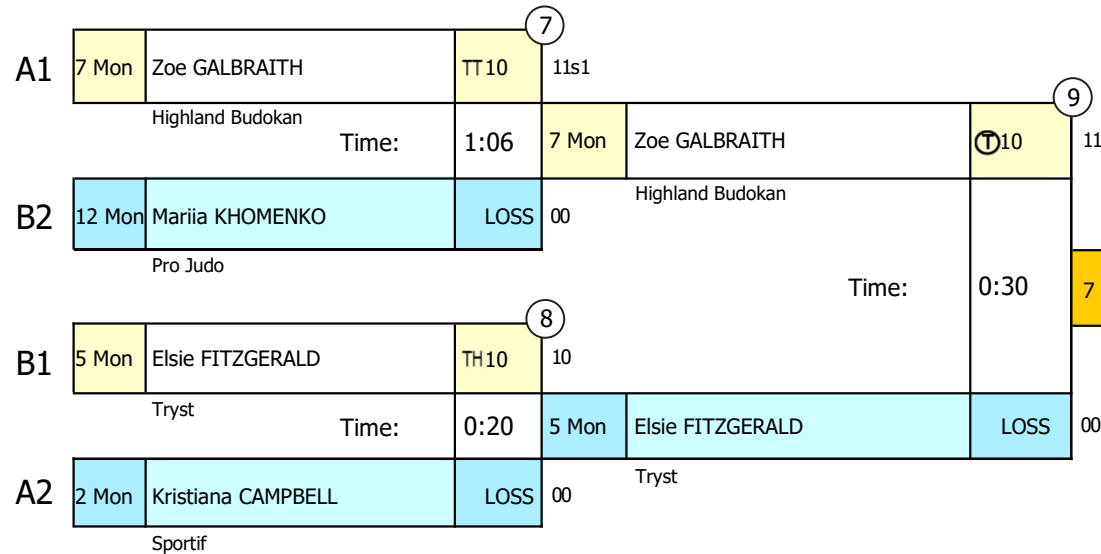 7
A1 7 Mon Zoe GALBRAITH TT10 11s1
9
Highland Budokan
Time: 1:06 7 Mon Zoe GALBRAITH T10 11
Highland Budokan
B2 12 Mon Mariia KHOMENKO LOSS 00
Pro Judo
Time: 0:30 7
8
B1 5 Mon Elsie FITZGERALD TH10 10
Tryst
Time: 0:20 5 Mon Elsie FITZGERALD LOSS 00
Tryst
A2 2 Mon Kristiana CAMPBELL LOSS 00
Sportif